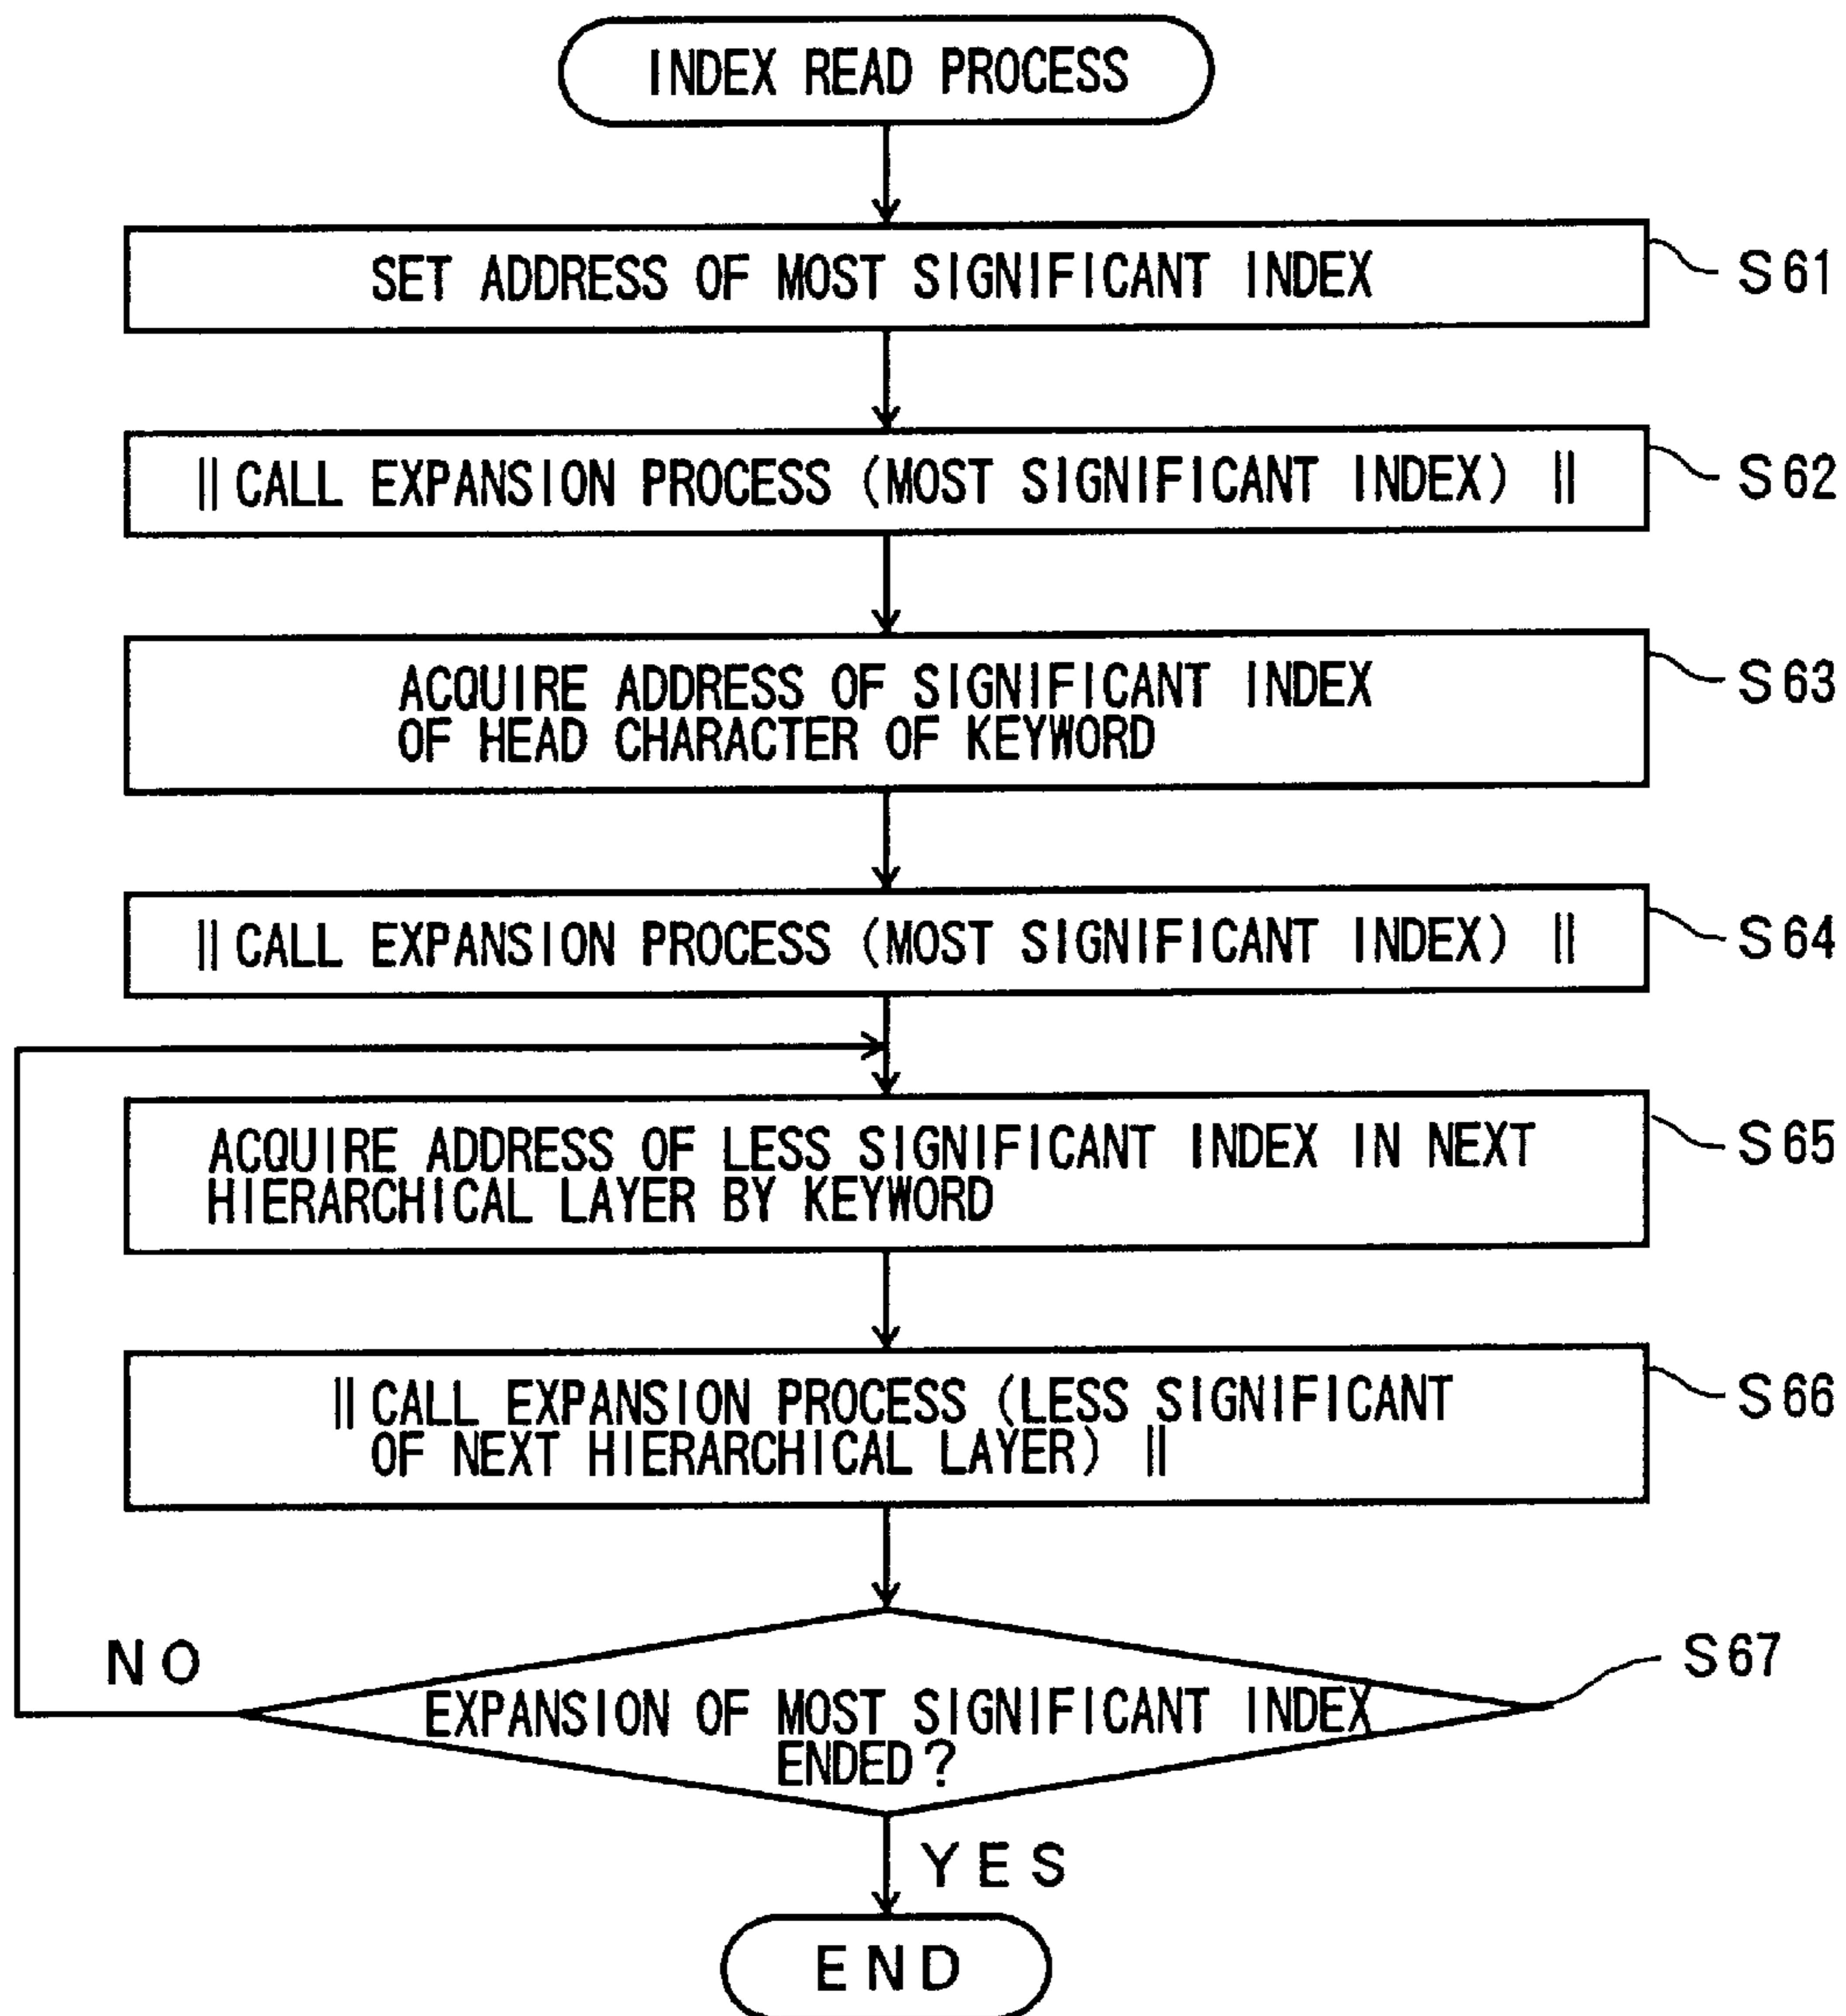 INDEX READ PROCESS
SET ADDRESS OF MOST SIGNIFICANT INDEX
S61
|| CALL EXPANSION PROCESS (MOST SIGNIFICANT INDEX) ||
S62
ACQUIRE ADDRESS OF SIGNIFICANT INDEX
OF HEAD CHARACTER OF KEYWORD
S63
|| CALL EXPANSION PROCESS (MOST SIGNIFICANT INDEX) ||
S64
ACQUIRE ADDRESS OF LESS SIGNIFICANT INDEX IN NEXT
HIERARCHICAL LAYER BY KEYWORD
S65
|| CALL EXPANSION PROCESS (LESS SIGNIFICANT
OF NEXT HIERARCHICAL LAYER) ||
S66
NO
EXPANSION OF MOST SIGNIFICANT INDEX
ENDED?
S67
YES
END